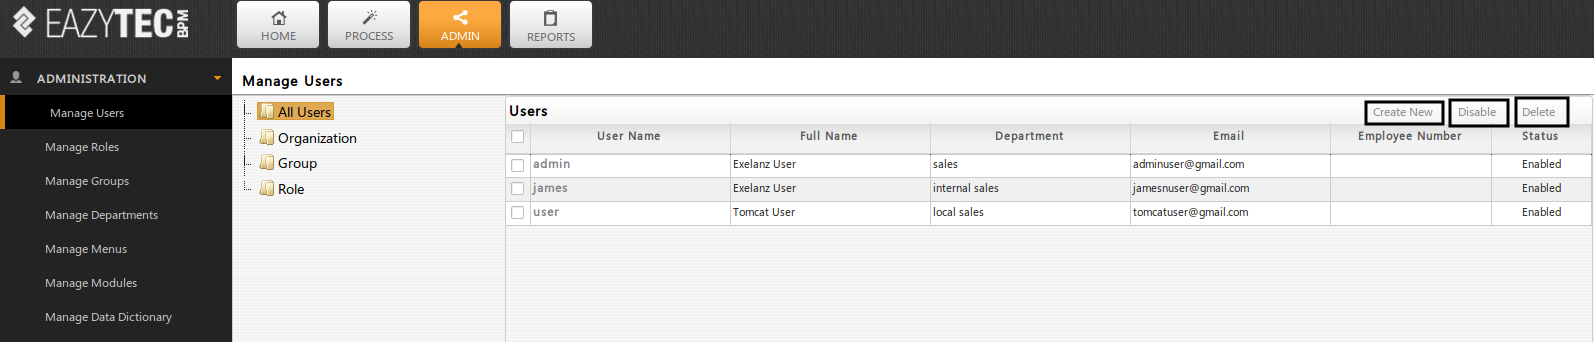 EAZYTEC BPM
HOME PROCESS ADMIN REPORTS
ADMINISTRATION
Manage Users
Manage Roles
Manage Groups
Manage Departments
Manage Menus
Manage Modules
Manage Data Dictionary
Manage Users
All Users
Organization
Group
Role
Users Create New Disable Delete
User Name Full Name Department Email Employee Number Status
admin Exelanz User sales adminuser@gmail.com Enabled
james Exelanz User internal sales jamesnuser@gmail.com Enabled
user Tomcat User local sales tomcatuser@gmail.com Enabled